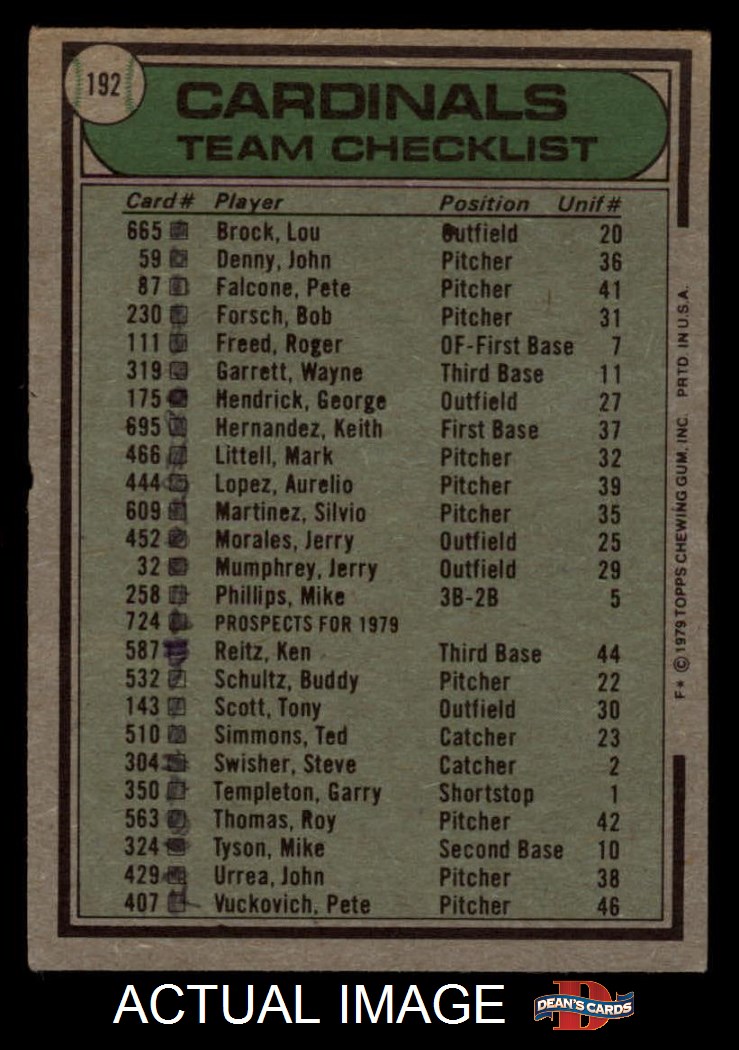 192
CARDINALS
TEAM CHECKLIST
Card# Player Position Unif#
665 Brock, Lou Outfield 20
59 Denny, John Pitcher 36
87 Falcone, Pete Pitcher 41
230 Forsch, Bob Pitcher 31
111 Freed, Roger OF-First Base 7
319 Garrett, Wayne Third Base 11
175 Hendrick, George Outfield 27
695 Hernandez, Keith First Base 37
466 Littell, Mark Pitcher 32
444 Lopez, Aurelio Pitcher 39
609 Martinez, Silvio Pitcher 35
452 Morales, Jerry Outfield 25
32 Mumphrey, Jerry Outfield 29
258 Phillips, Mike 3B-2B 5
724 PROSPECTS FOR 1979
587 Reitz, Ken Third Base 44
532 Schultz, Buddy Pitcher 22
143 Scott, Tony Outfield 30
510 Simmons, Ted Catcher 23
304 Swisher, Steve Catcher 2
350 Templeton, Garry Shortstop 1
563 Thomas, Roy Pitcher 42
324 Tyson, Mike Second Base 10
429 Urrea, John Pitcher 38
407 Vuckovich, Pete Pitcher 46
F* © 1979 TOPPS CHEWING GUM, INC. PRTD. IN U.S.A.
ACTUAL IMAGE
DEAN'S CARDS